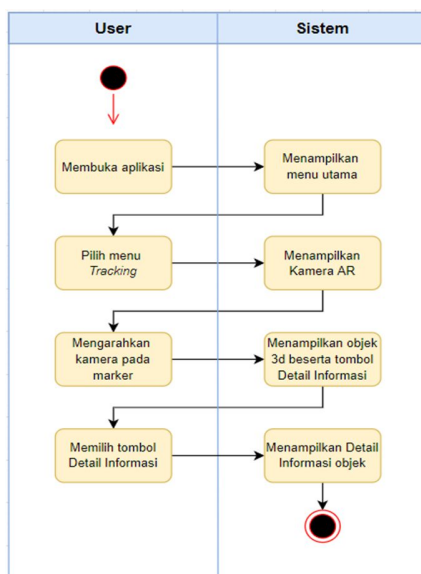 User
Sistem
Membuka aplikasi
Menampilkan
menu utama
Pilih menu
Tracking
Menampilkan
Kamera AR
Mengarahkan
kamera pada
marker
Menampilkan objek
3d beserta tombol
Detail Informasi
Memilih tombol
Detail Informasi
Menampilkan Detail
Informasi objek